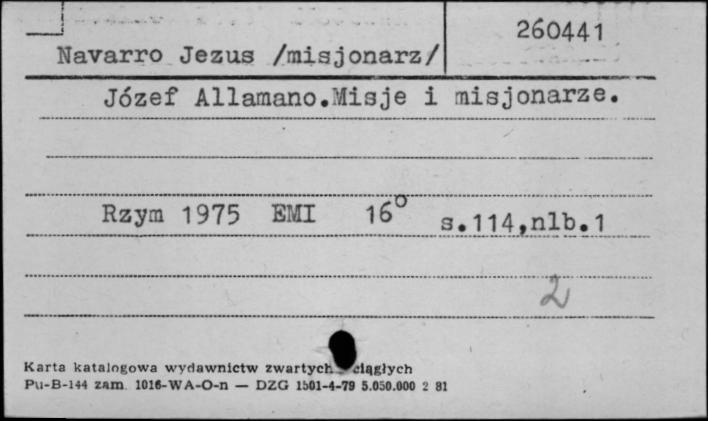 260441
Navarro Jezus /misjonarz/
Józef Allamano.Misje i misjonarze.
Rzym 1975 EMI 16° s.114,nlb.1
2
Karta katalogowa wydawnictw zwartych ciągłych
Pu-B-144 zam. 1016-WA-O-n — DZG 1501-4-79 5.050.000 2 81